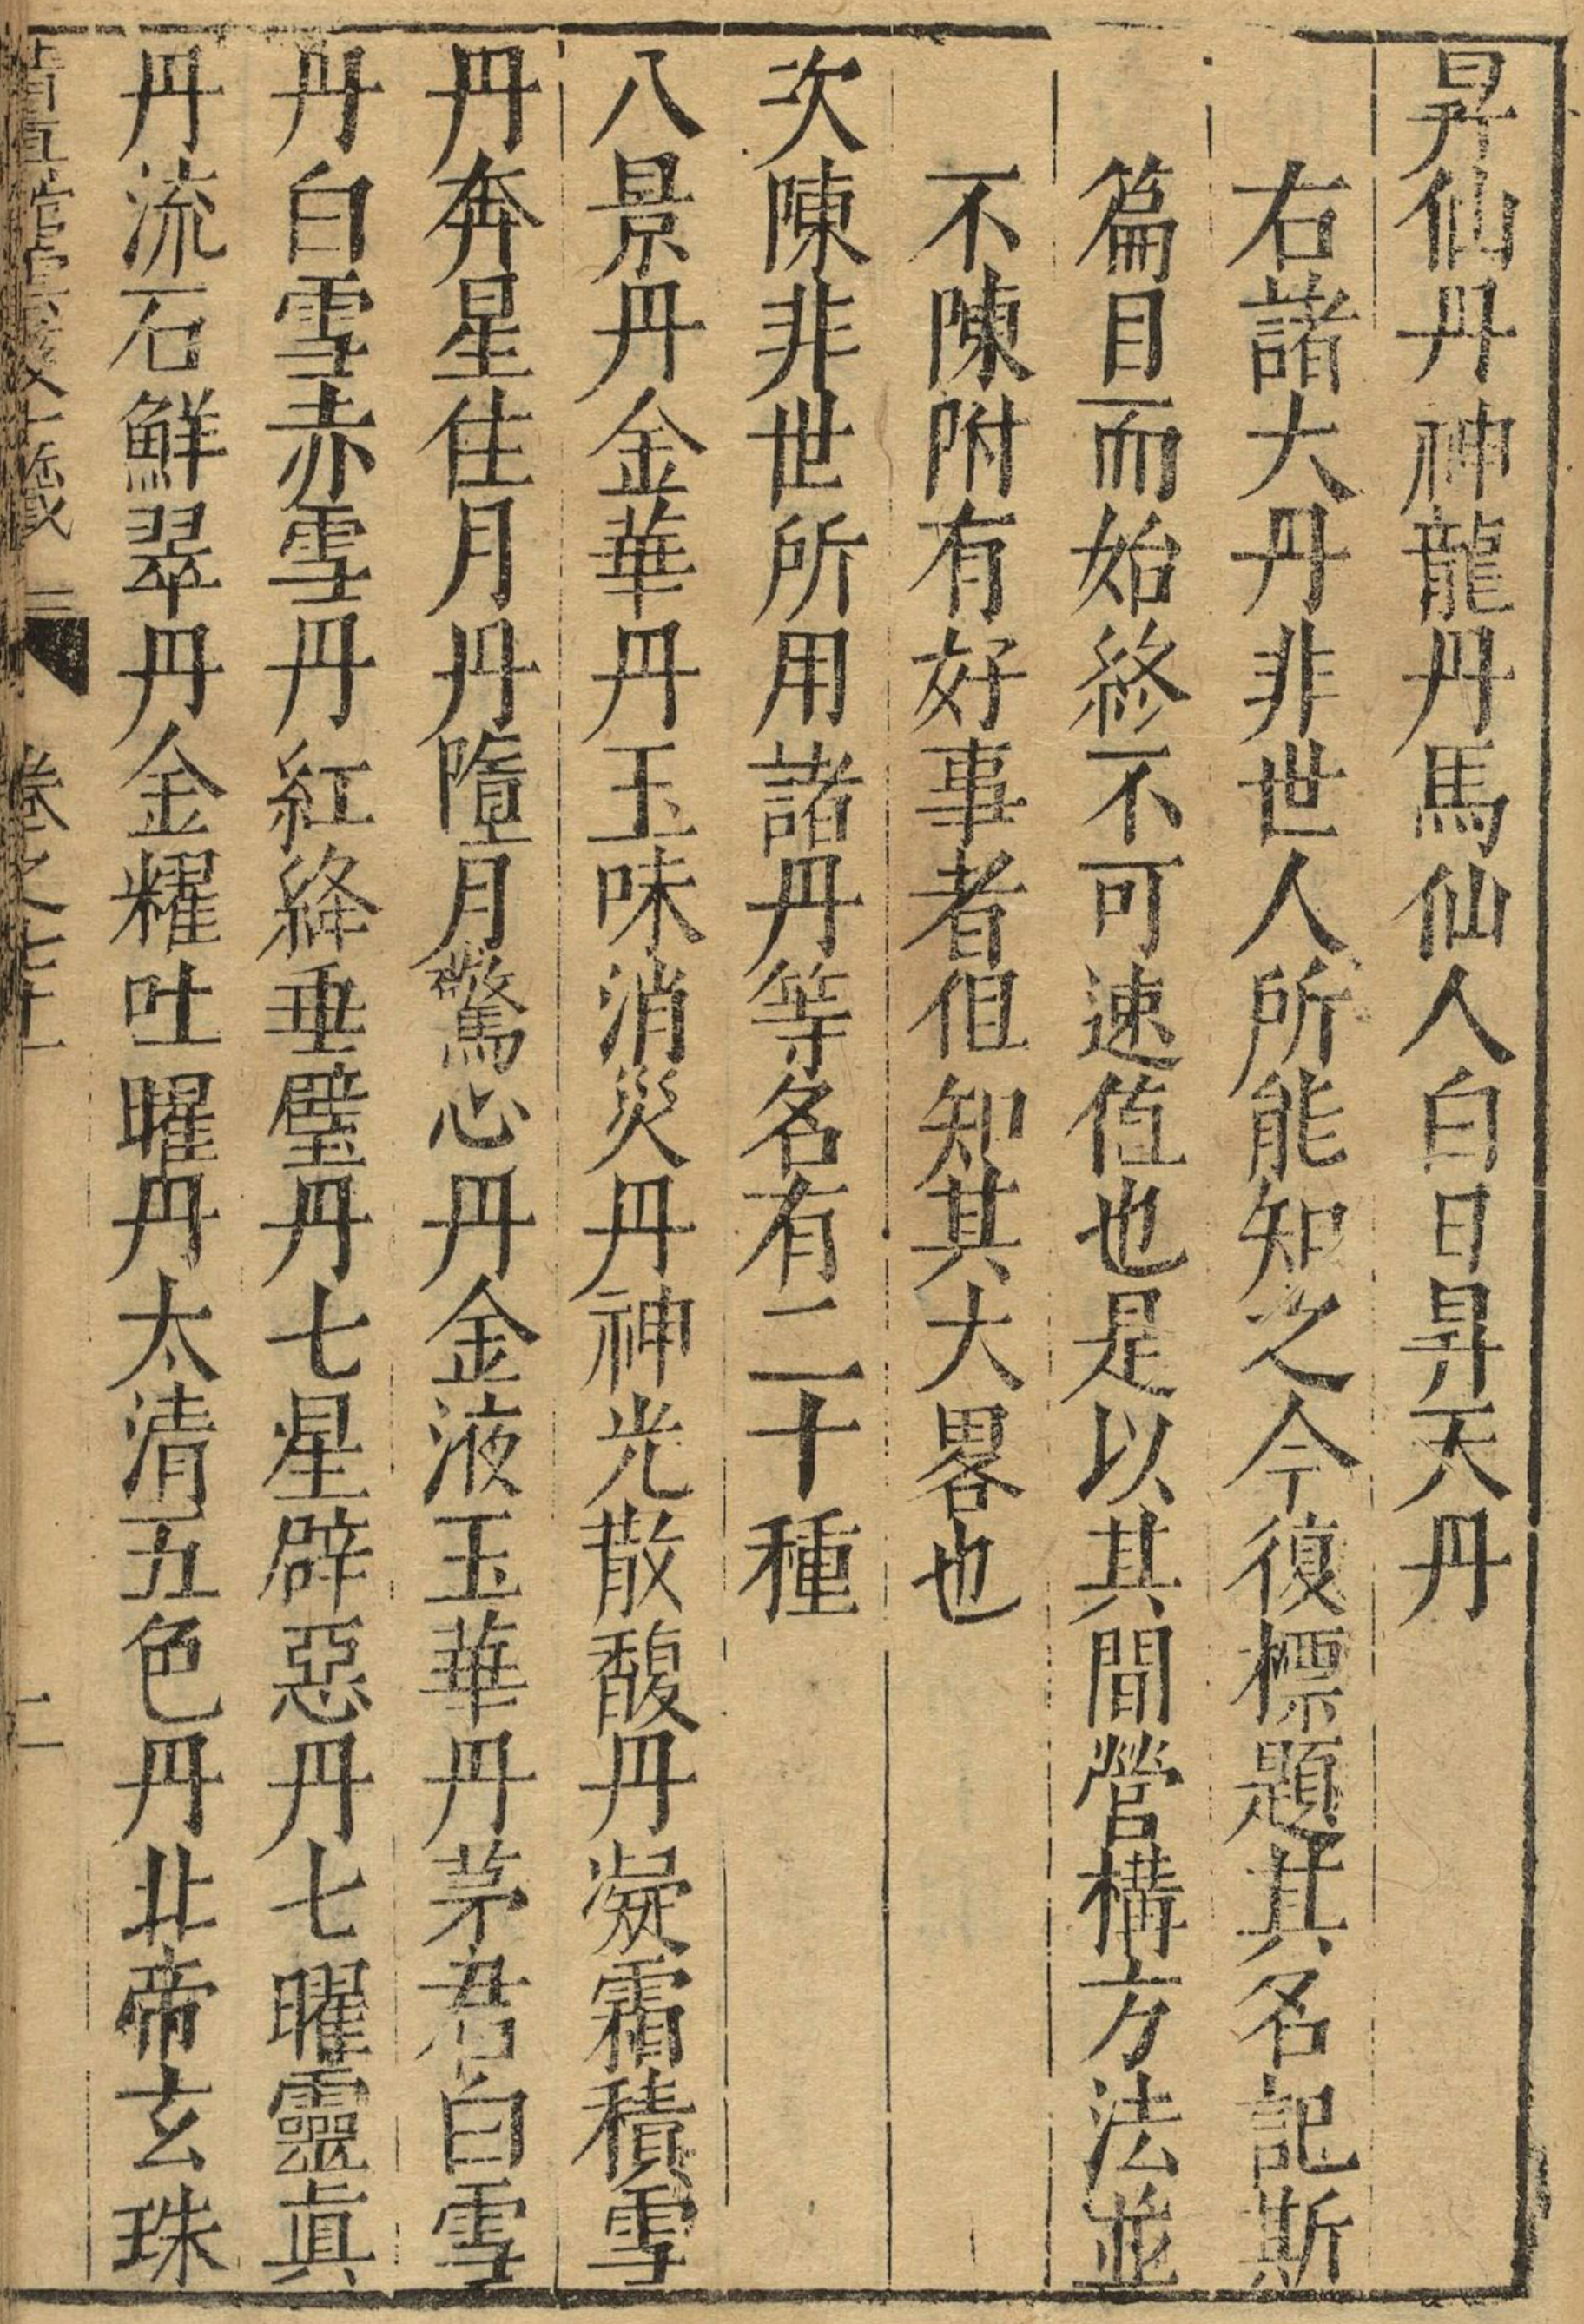 昇仙丹神龍丹馬仙人白日昇天丹
右諸大丹非世人所能知之今復標題其名記斯
篇目而始終不可速值也是以其間營構方法並
不陳附有好事者但知其大畧也
次陳非世所用諸丹等名有二十種
八景丹金華丹玉味消災丹神光散馥丹凝霜積雪
丹奔星住月丹隨月驚心丹金液玉華丹茅君白雪
丹白雪赤雪丹紅絳垂璧丹七星辟惡丹七曜靈眞
丹流石鮮翠丹金糶吐曜丹太清五色丹北帝玄珠
卷之七十一
二